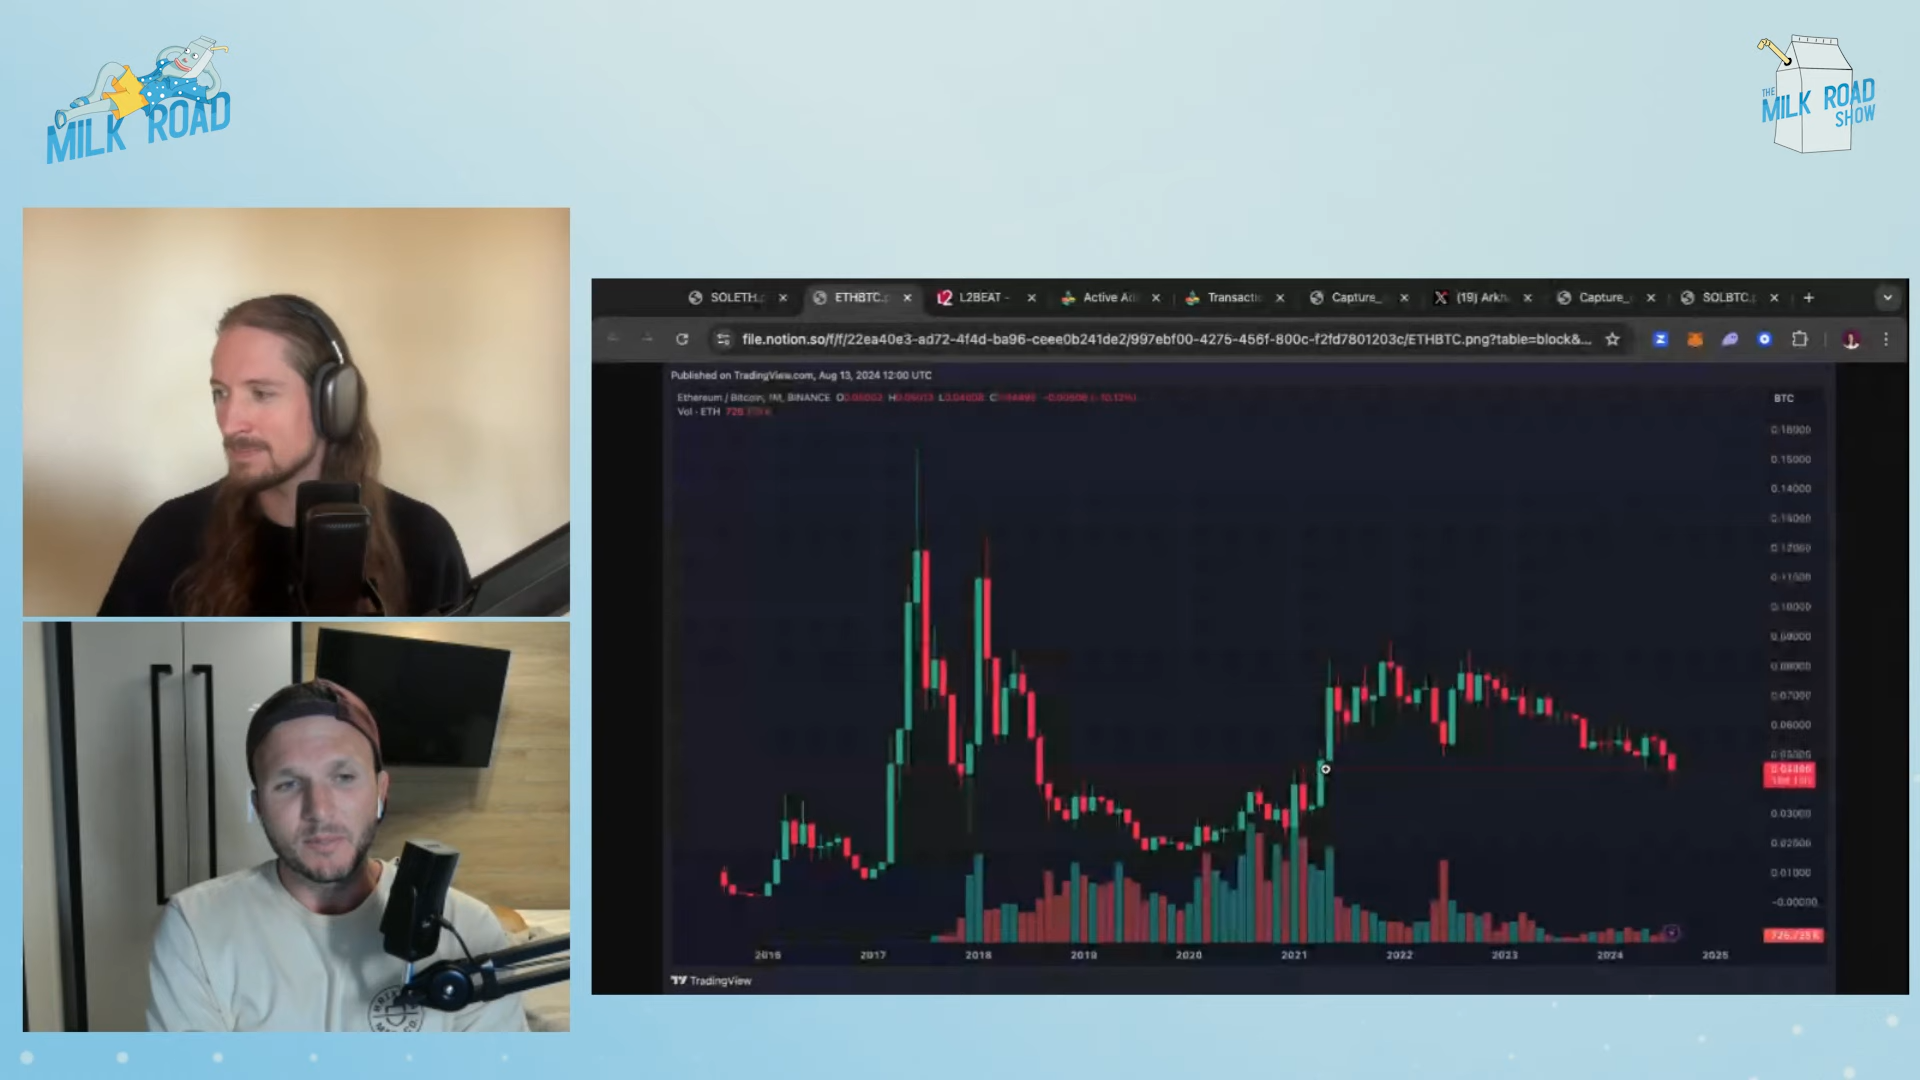 MILK ROAD
THE
MILK ROAD
SHOW
SOLETH.
ETHBTC.
L2BEAT -
Active Ad
Transacti
Capture_
(19) Arkh
Capture_
SOLBTC.
file.notion.so/f/f/22ea40e3-ad72-4f4d-ba96-ceee0b241de2/997ebf00-4275-456f-800c-f2fd7801203c/ETHBTC.png?table=block&...
Published on TradingView.com, Aug 13, 2024 12:00 UTC
Ethereum / Bitcoin, 1M, BINANCE
BTC
Vol · ETH
0.16000
0.15000
0.14000
0.13000
0.12000
0.11000
0.10000
0.09000
0.08000
0.07000
0.06000
0.05000
0.03000
0.02000
0.01000
-0.00000
2016 2017 2018 2019 2020 2021 2022 2023 2024 2025
TradingView